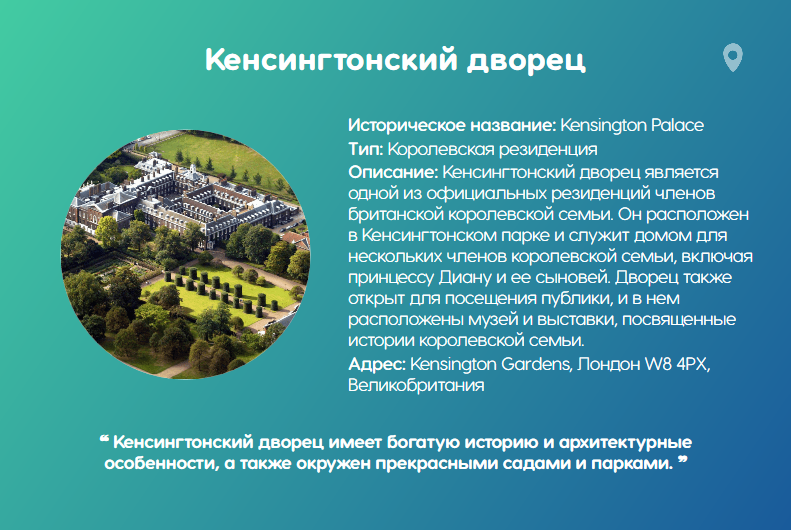 Кенсингтонский дворец
Историческое название: Kensington Palace
Тип: Королевская резиденция
Описание: Кенсингтонский дворец является
одной из официальных резиденций членов
британской королевской семьи. Он расположен
в Кенсингтонском парке и служит домом для
нескольких членов королевской семьи, включая
принцессу Диану и ее сыновей. Дворец также
открыт для посещения публики, и в нем
расположены музей и выставки, посвященные
истории королевской семьи.
Адрес: Kensington Gardens, Лондон W8 4PX,
Великобритания
❝ Кенсингтонский дворец имеет богатую историю и архитектурные
особенности, а также окружен прекрасными садами и парками. ❞